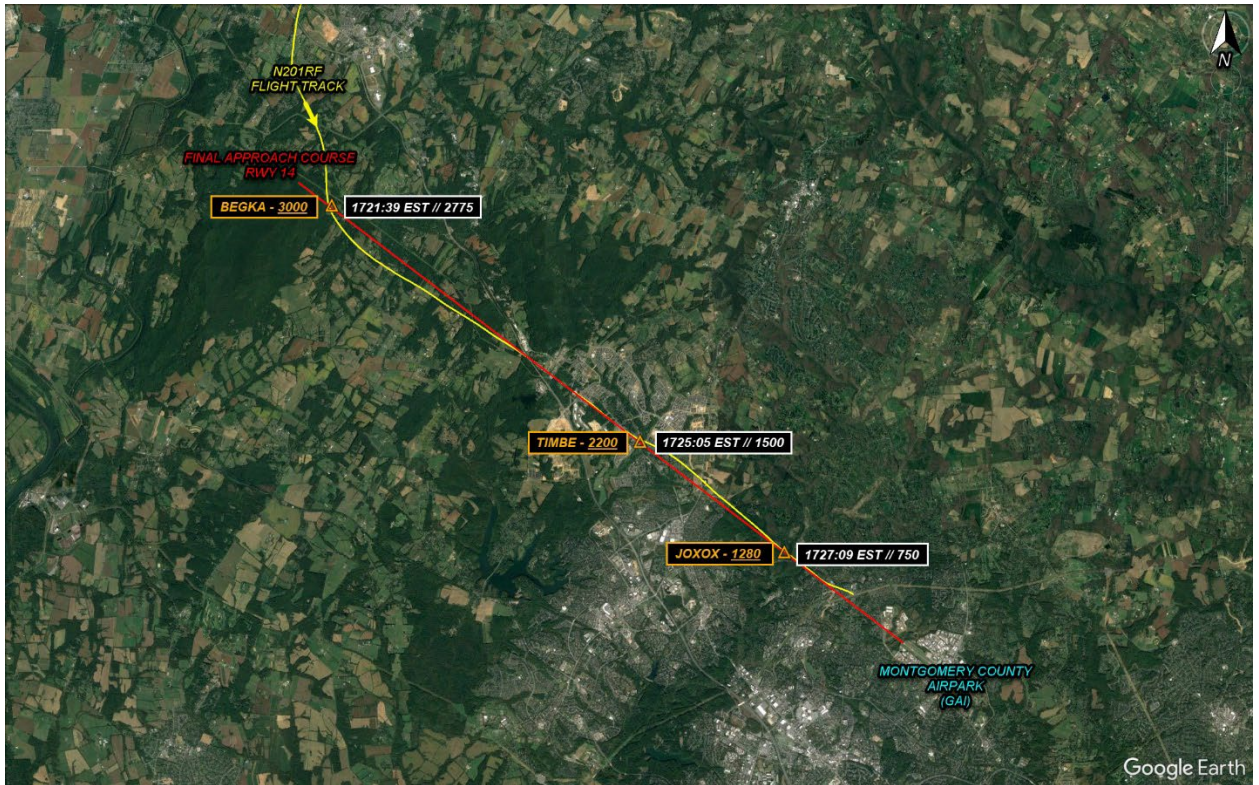 N
N201RF
FLIGHT TRACK
FINAL APPROACH COURSE
RWY 14
BEGKA - 3000
1721:39 EST // 2775
TIMBE - 2200
1725:05 EST // 1500
JOXOX - 1280
1727:09 EST // 750
MONTGOMERY COUNTY
AIRPARK
(GAI)
Google Earth